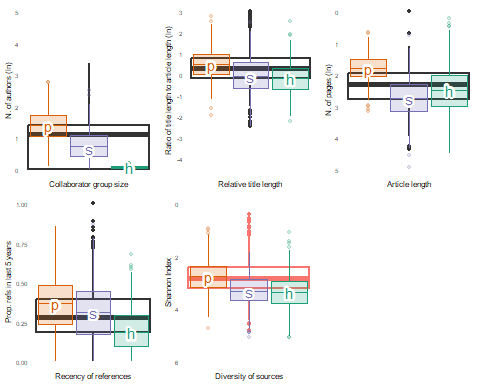 N. of authors (ln)
5
4
3
2
1
0
p
s
h
Collaborator group size
Ratio of title length to article length (ln)
3
2
1
0
-1
-2
-3
-4
p
s
h
Relative title length
N. of pages (ln)
0
1
2
3
4
5
p
s
h
Article length
Prop. refs in last 5 years
1.00
0.75
0.50
0.25
0.00
p
s
h
Recency of references
Shannon Index
0
2
4
6
p
s
h
Diversity of sources